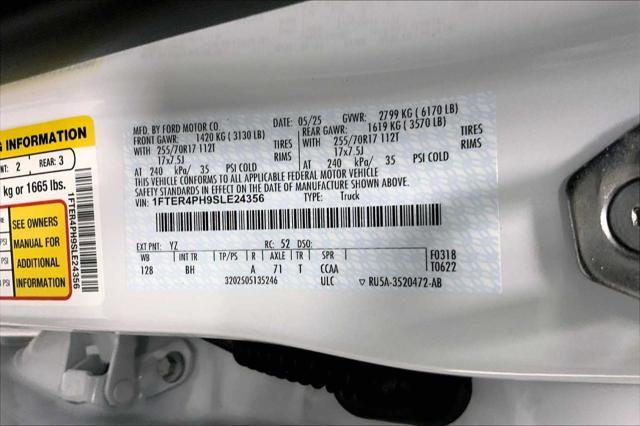 G INFORMATION
NT: 2 REAR: 3
kg or 1665 lbs.
SEE OWNERS
MANUAL FOR
ADDITIONAL
INFORMATION
PSI
PSI
1FTER4PH9SLE24356
MFD. BY FORD MOTOR CO.
DATE: 05/25 GVWR: 2799 KG (6170 LB)
FRONT GAWR: 1420 KG (3130 LB)
REAR GAWR: 1619 KG (3570 LB)
WITH 255/70R17 112T TIRES
WITH 255/70R17 112T TIRES
17x7.5J RIMS
17x7.5J RIMS
AT 240 kPa/ 35 PSI COLD
AT 240 kPa/ 35 PSI COLD
THIS VEHICLE CONFORMS TO ALL APPLICABLE FEDERAL MOTOR VEHICLE
SAFETY STANDARDS IN EFFECT ON THE DATE OF MANUFACTURE SHOWN ABOVE.
VIN: 1FTER4PH9SLE24356 TYPE: Truck
EXT PNT: YZ RC: 52 DSO:
WB INT TR TP/PS R AXLE TR SPR F0318
128 BH A 71 T CCAA T0622
3202505135246 ULC RU5A-3520472-AB